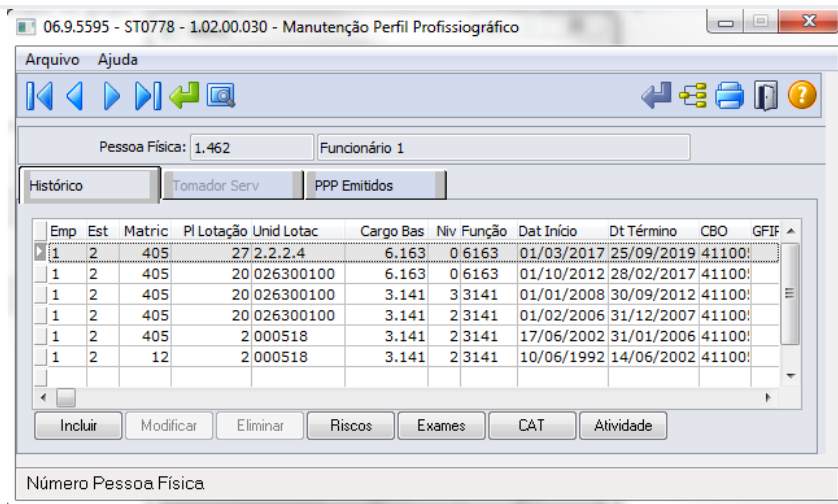 06.9.5595 - ST0778 - 1.02.00.030 - Manutenção Perfil Profissiográfico
Arquivo Ajuda
Pessoa Física: 1.462 Funcionário 1
Histórico Tomador Serv PPP Emitidos
Emp Est Matric Pl Lotação Unid Lotac Cargo Bas Niv Função Dat Início Dt Término CBO GFIP
1 2 405 27 2.2.2.4 6.163 0 6163 01/03/2017 25/09/2019 41100
1 2 405 20 026300100 6.163 0 6163 01/10/2012 28/02/2017 41100
1 2 405 20 026300100 3.141 3 3141 01/01/2008 30/09/2012 41100
1 2 405 20 026300100 3.141 2 3141 01/02/2006 31/12/2007 41100
1 2 405 2 000518 3.141 2 3141 17/06/2002 31/01/2006 41100
1 2 12 2 000518 3.141 2 3141 10/06/1992 14/06/2002 41100
Incluir Modificar Eliminar Riscos Exames CAT Atividade
Número Pessoa Física